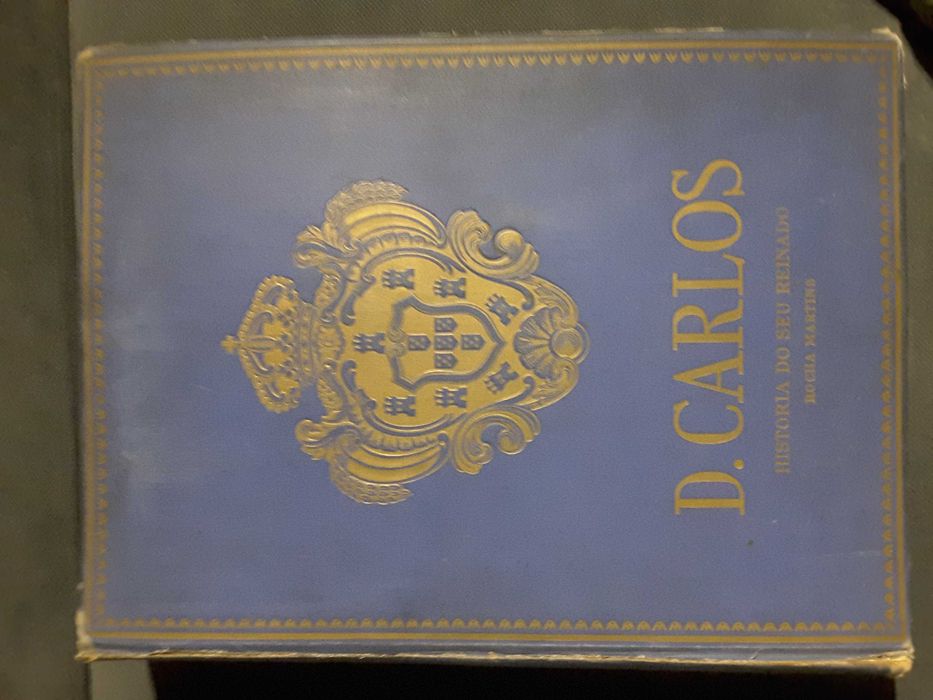 D. CARLOS
HISTORIA DO SEU REINADO
ROCHA MARTINS